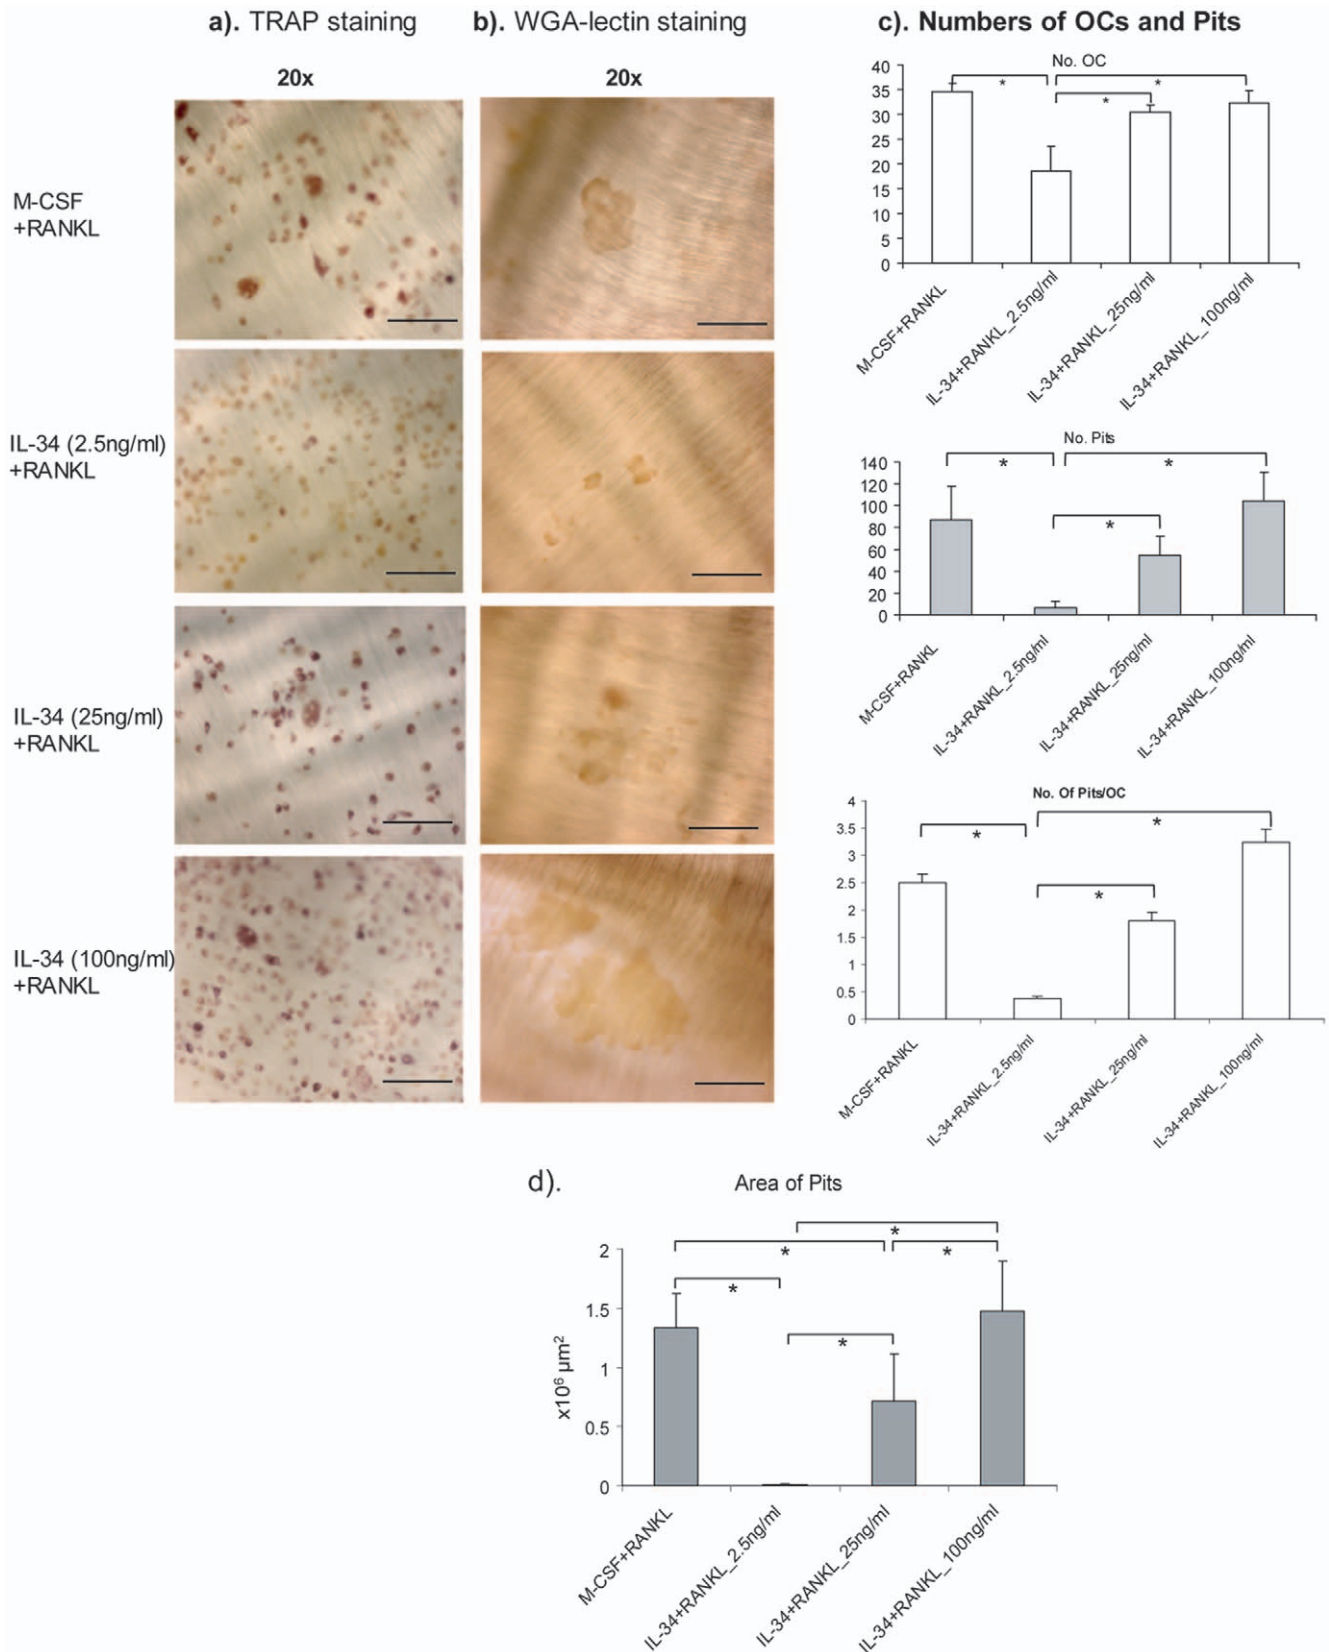 a). TRAP staining
b). WGA-lectin staining
c). Numbers of OCs and Pits
20x
20x
M-CSF
+RANKL
IL-34 (2.5ng/ml)
+RANKL
IL-34 (25ng/ml)
+RANKL
IL-34 (100ng/ml)
+RANKL
No. OC
40
35
30
25
20
15
10
5
0
*
*
*
M-CSF+RANKL
IL-34+RANKL_2.5ng/ml
IL-34+RANKL_25ng/ml
IL-34+RANKL_100ng/ml
No. Pits
140
120
100
80
60
40
20
0
*
*
*
M-CSF+RANKL
IL-34+RANKL_2.5ng/ml
IL-34+RANKL_25ng/ml
IL-34+RANKL_100ng/ml
No. Of Pits/OC
4
3.5
3
2.5
2
1.5
1
0.5
0
*
*
*
M-CSF+RANKL
IL-34+RANKL_2.5ng/ml
IL-34+RANKL_25ng/ml
IL-34+RANKL_100ng/ml
d).
Area of Pits
x10⁶ µm²
2
1.5
1
0.5
0
*
*
*
*
*
M-CSF+RANKL
IL-34+RANKL_2.5ng/ml
IL-34+RANKL_25ng/ml
IL-34+RANKL_100ng/ml